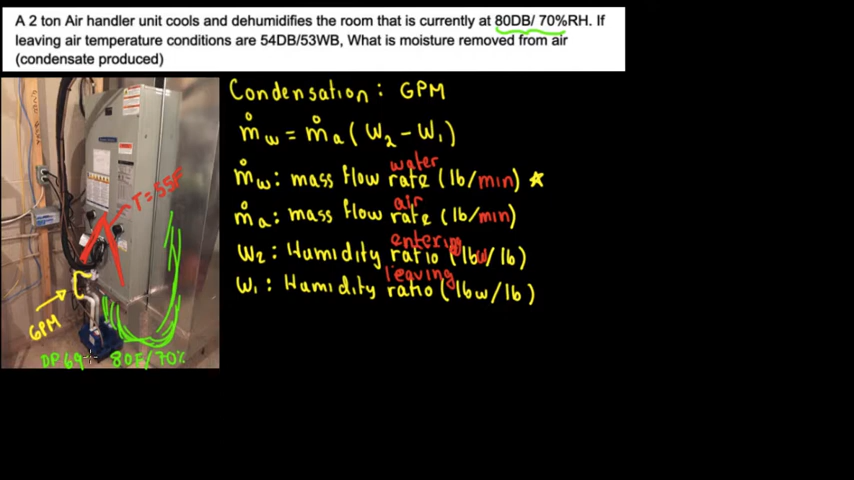 A 2 ton Air handler unit cools and dehumidifies the room that is currently at 80DB/ 70%RH. If
leaving air temperature conditions are 54DB/53WB, What is moisture removed from air
(condensate produced)
Condensation: GPM
ṁw = ṁa (W2 - W1)
water
ṁw: mass flow rate (lb/min)
air
ṁa: mass flow rate (lb/min)
entering
W2: Humidity ratio (lbw/lb)
leaving
W1: Humidity ratio (lbw/lb)
T=35F
GPM
DP 69
80F/70%